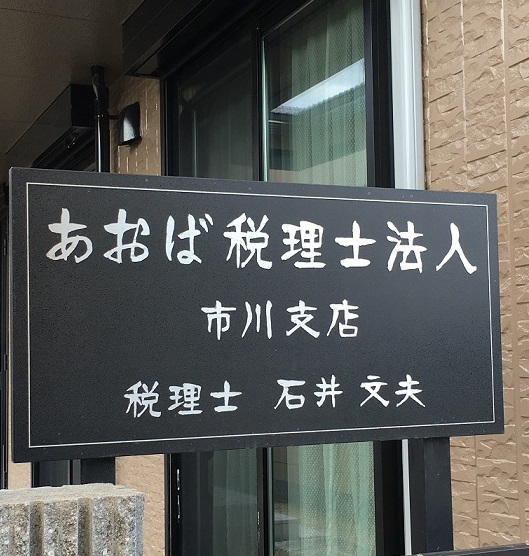 あおば税理士法人
市川支店
税理士 石井文夫